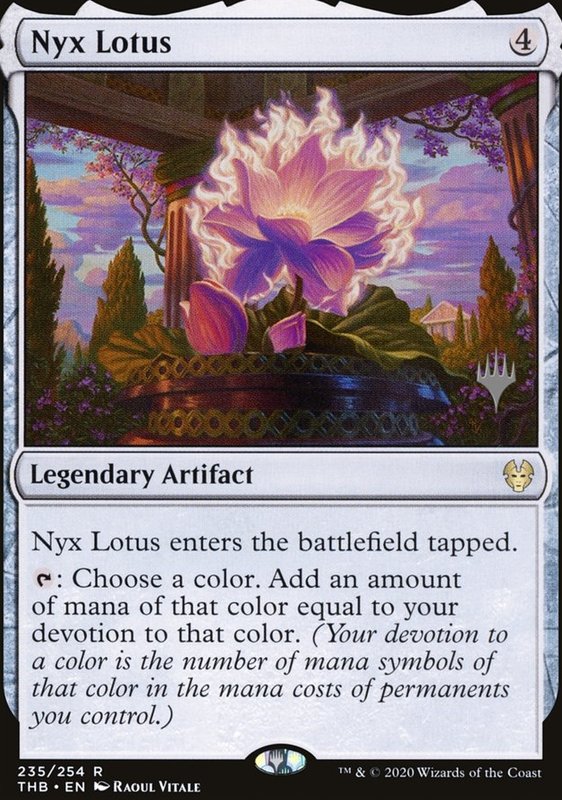 Nyx Lotus 4
Legendary Artifact
Nyx Lotus enters the battlefield tapped.
: Choose a color. Add an amount
of mana of that color equal to your
devotion to that color. (Your devotion to
a color is the number of mana symbols of
that color in the mana costs of permanents
you control.)
235/254 R
THB • EN Raoul Vitale
™ & © 2020 Wizards of the Coast